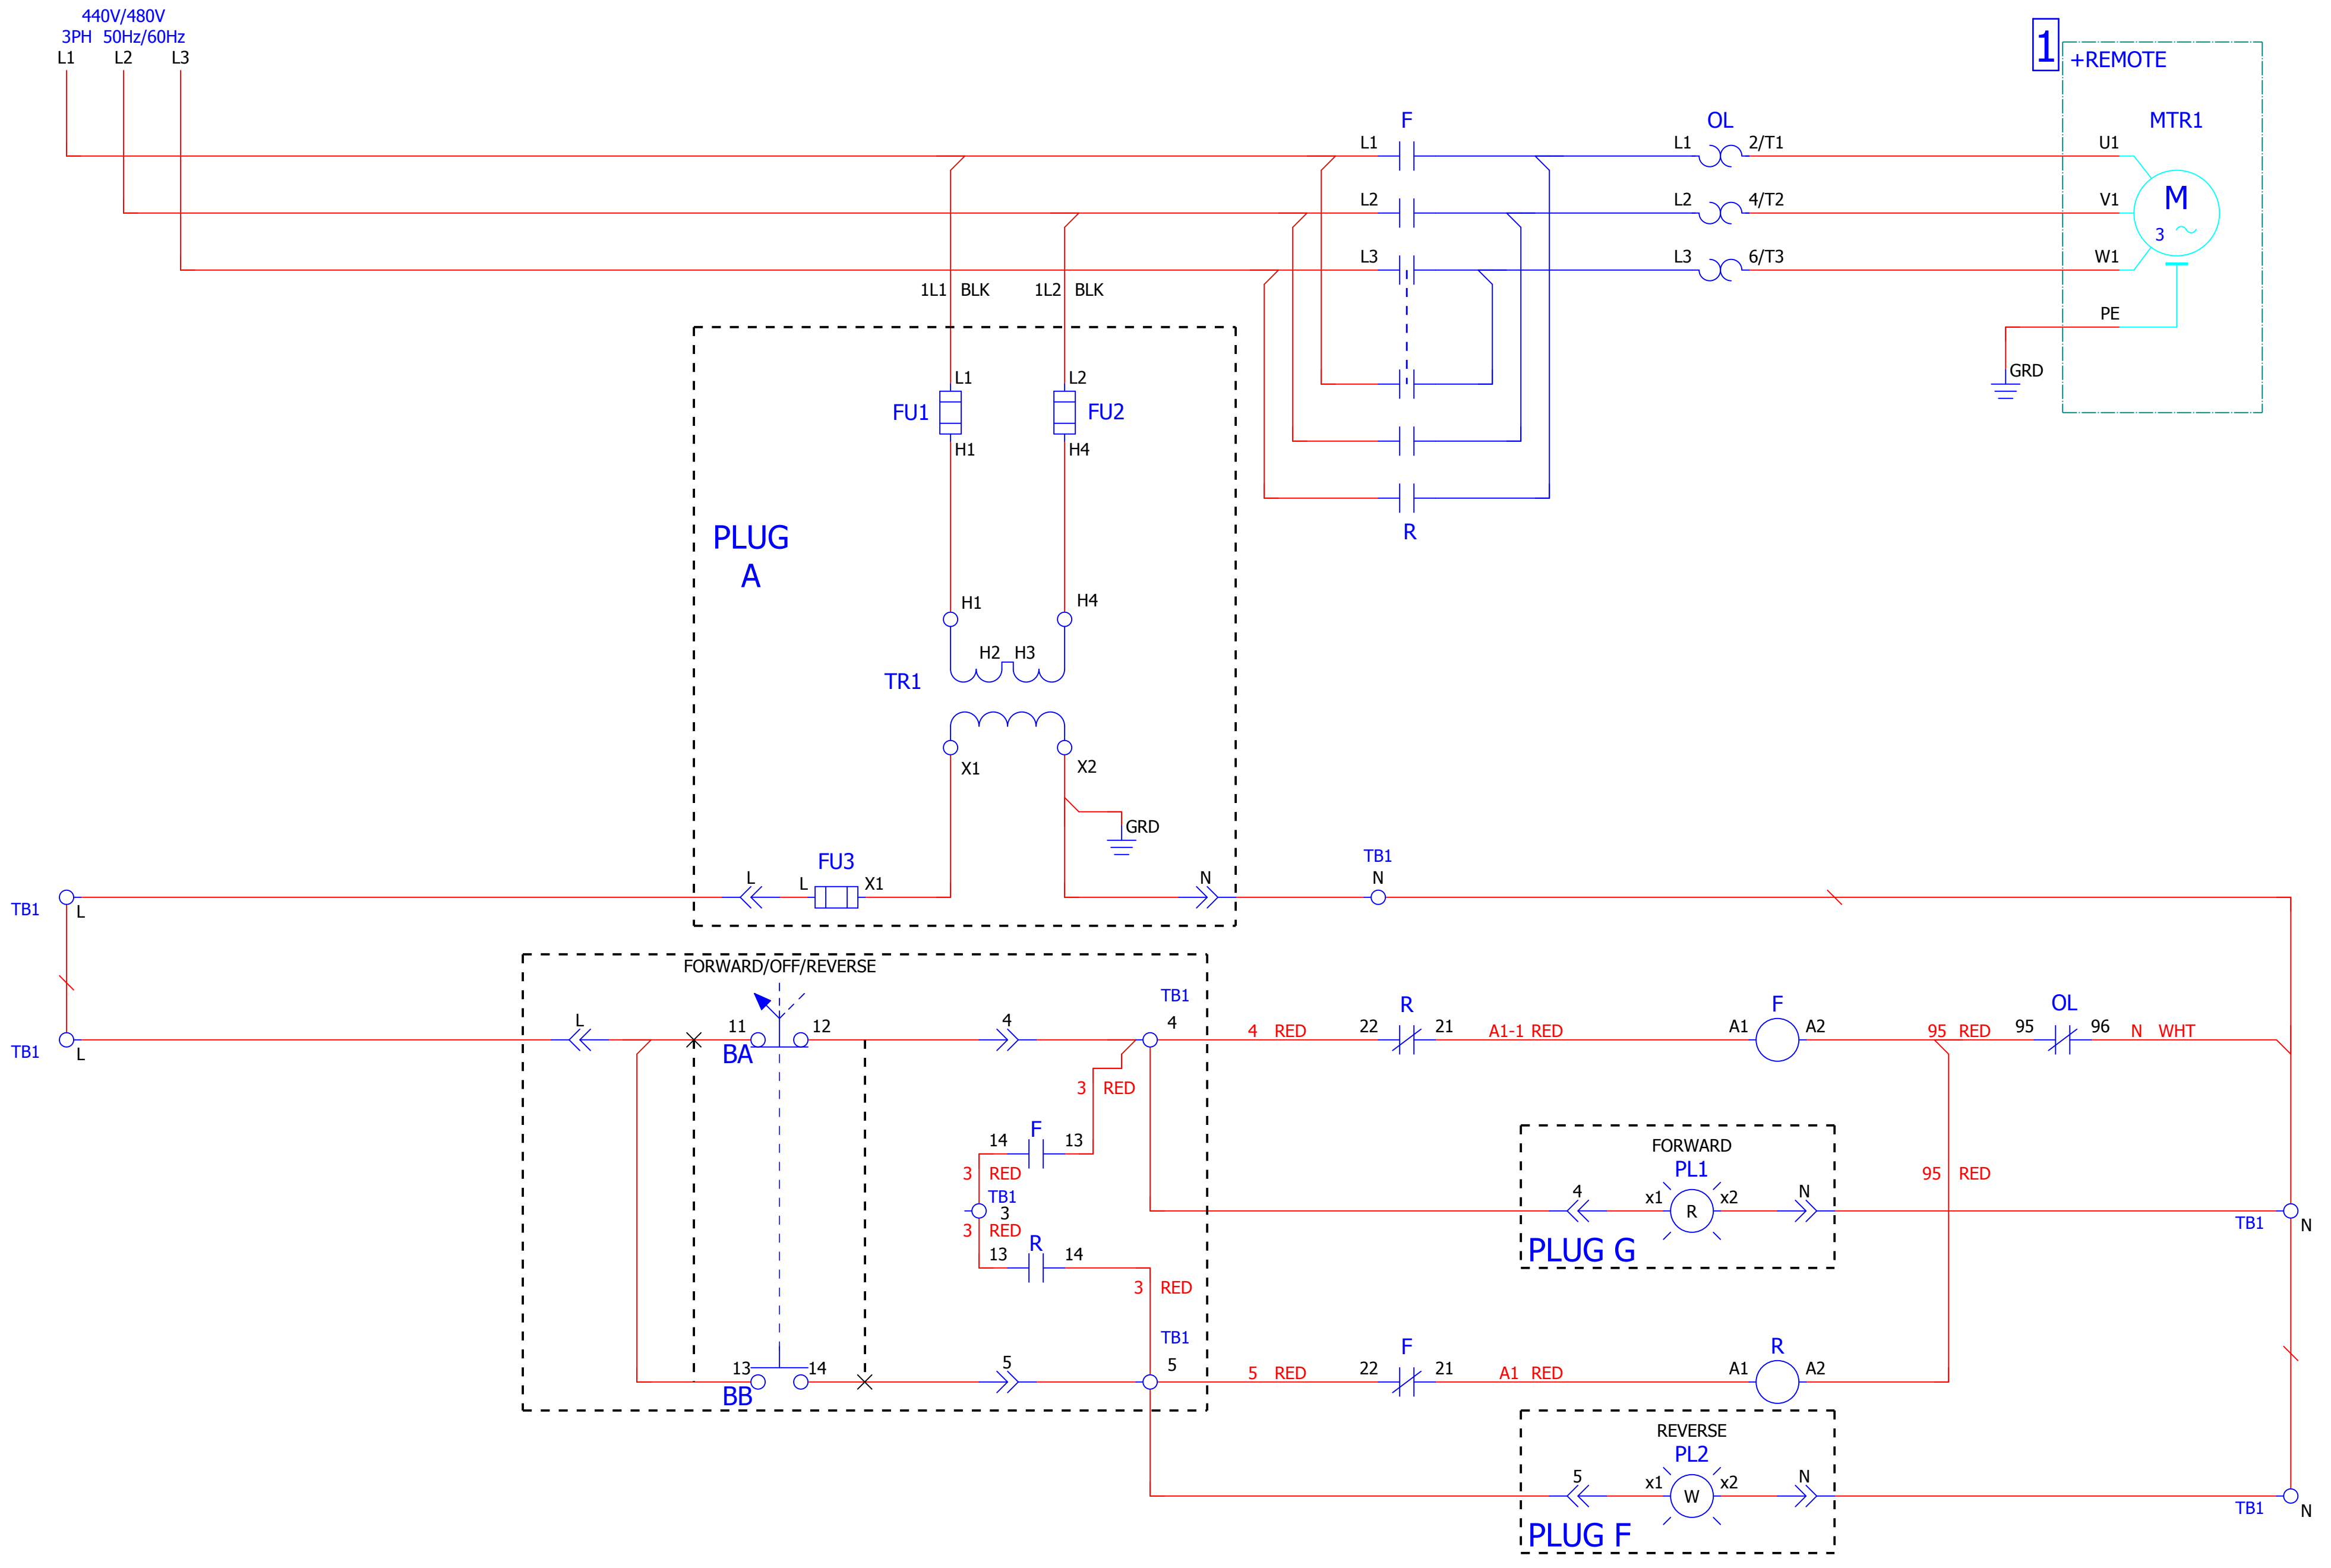 440V/480V
3PH 50Hz/60Hz
L1 L2 L3
1
+REMOTE
F
OL
MTR1
L1 L1 2/T1 U1
L2 L2 4/T2 V1
M
3
L3 L3 6/T3 W1
1L1 BLK 1L2 BLK
PE
GRD
L1 L2
FU1 FU2
H1 H4
R
PLUG
A
H1 H4
H2 H3
TR1
X1 X2
GRD
FU3
L L X1 N
TB1
N
TB1 L
FORWARD/OFF/REVERSE
TB1 L
L 11 12 4
BA
TB1
4
4 RED
R
22 21
A1-1 RED
F
A1 A2
95 RED
OL
95 96
N WHT
3 RED
F
14 13
3 RED
TB1
3
3 RED
R
13 14
3 RED
FORWARD
PL1
4 x1 R x2 N
PLUG G
95 RED
TB1 N
13 14 5
BB
TB1
5
5 RED
F
22 21
A1 RED
R
A1 A2
REVERSE
PL2
5 x1 W x2 N
PLUG F
TB1 N